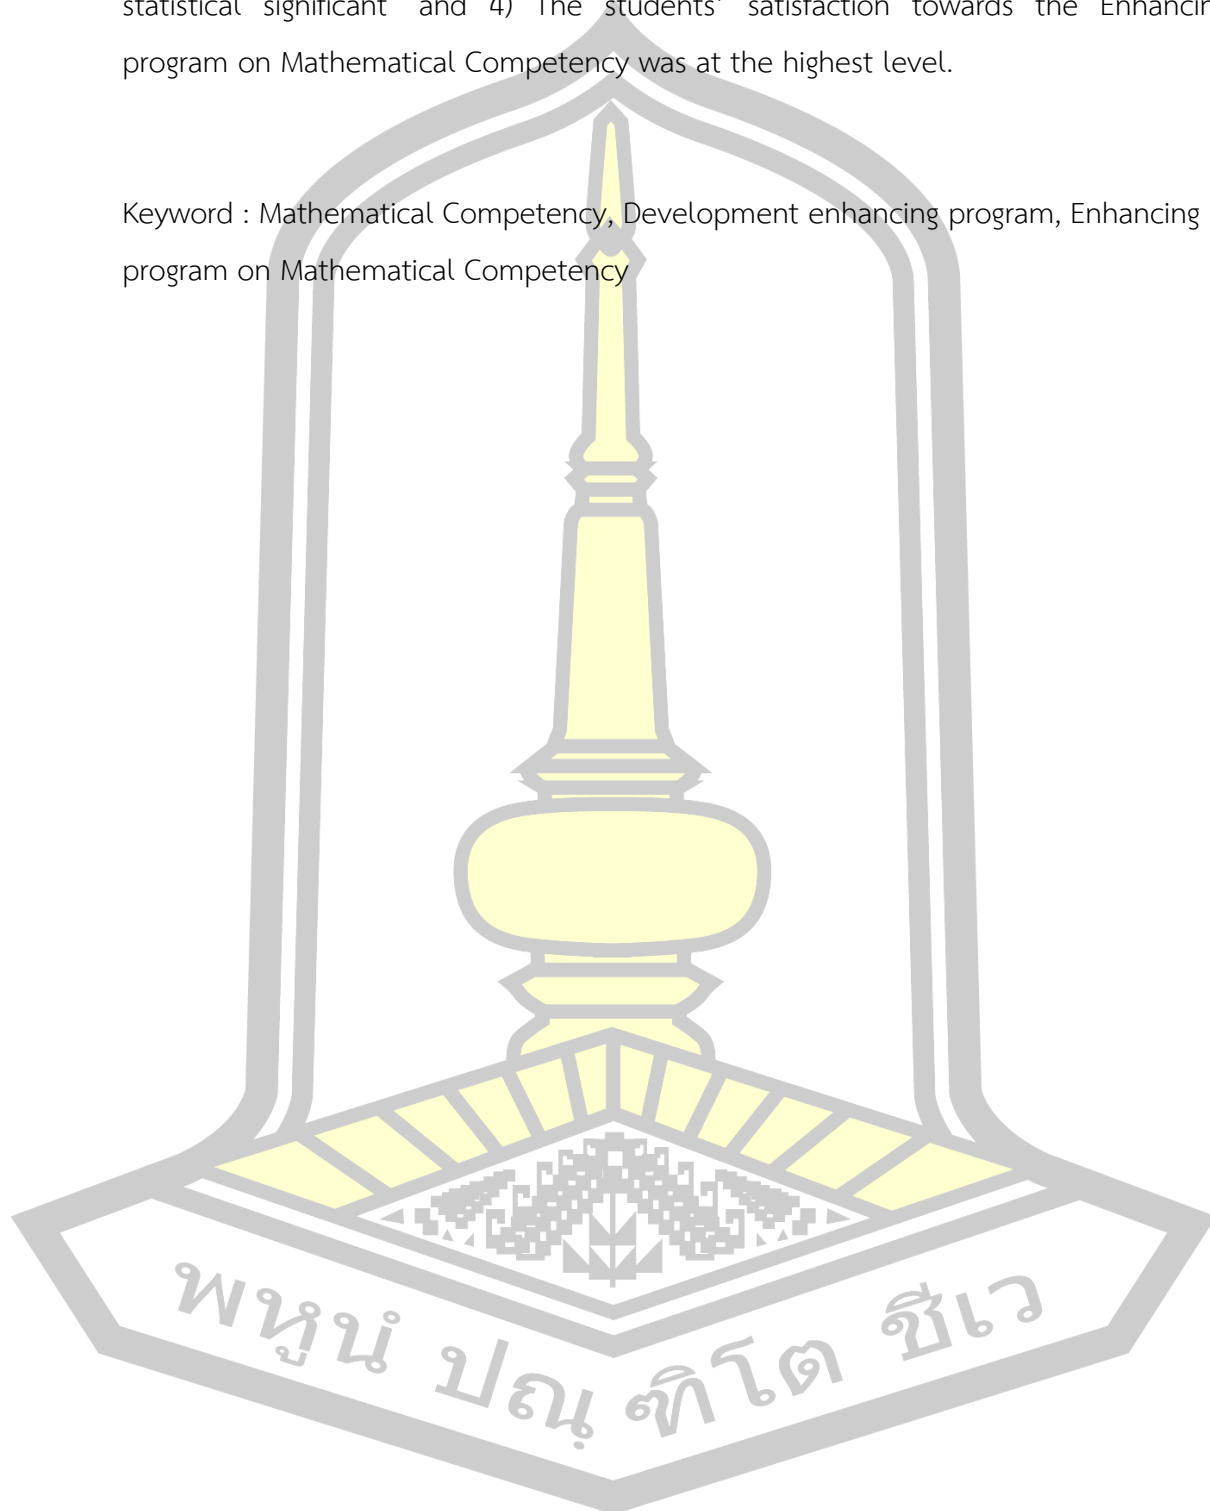 statistical significant and 4) The students' satisfaction towards the Enhancin
program on Mathematical Competency was at the highest level.
Keyword : Mathematical Competency, Development enhancing program, Enhancing
program on Mathematical Competency
พหูนํ ปณฺฑิโต ชีเว